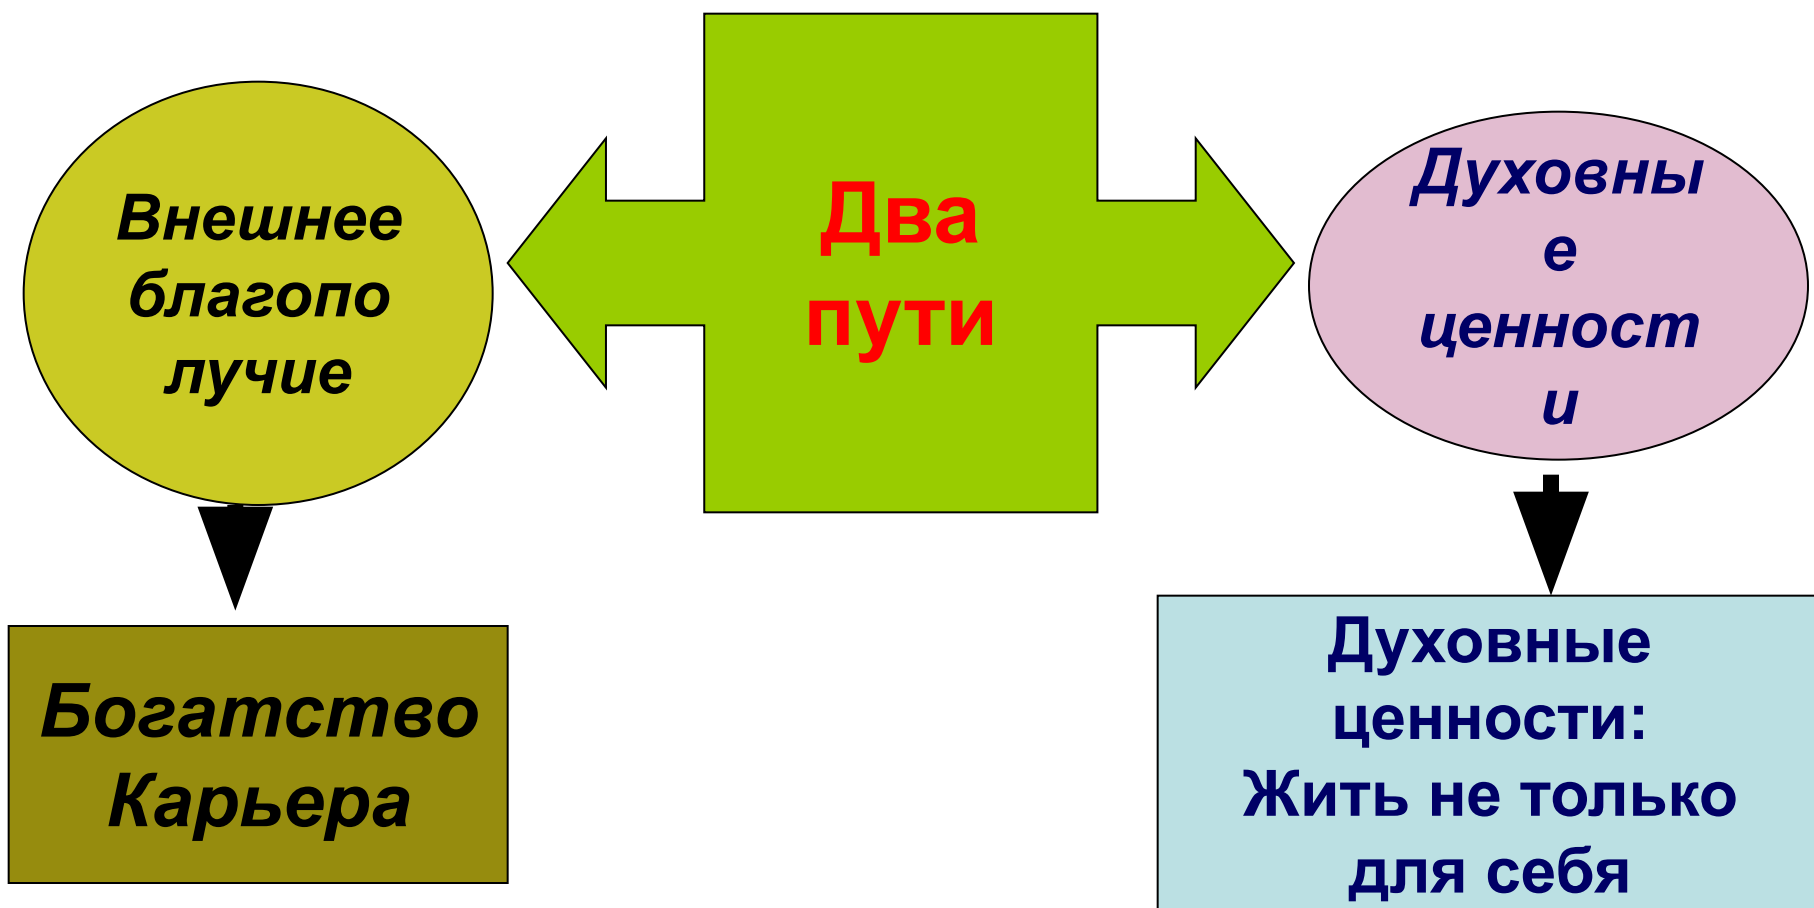 Два
пути
Внешнее
благопо
лучие
Духовны
е
ценност
и
Богатство
Карьера
Духовные
ценности:
Жить не только
для себя